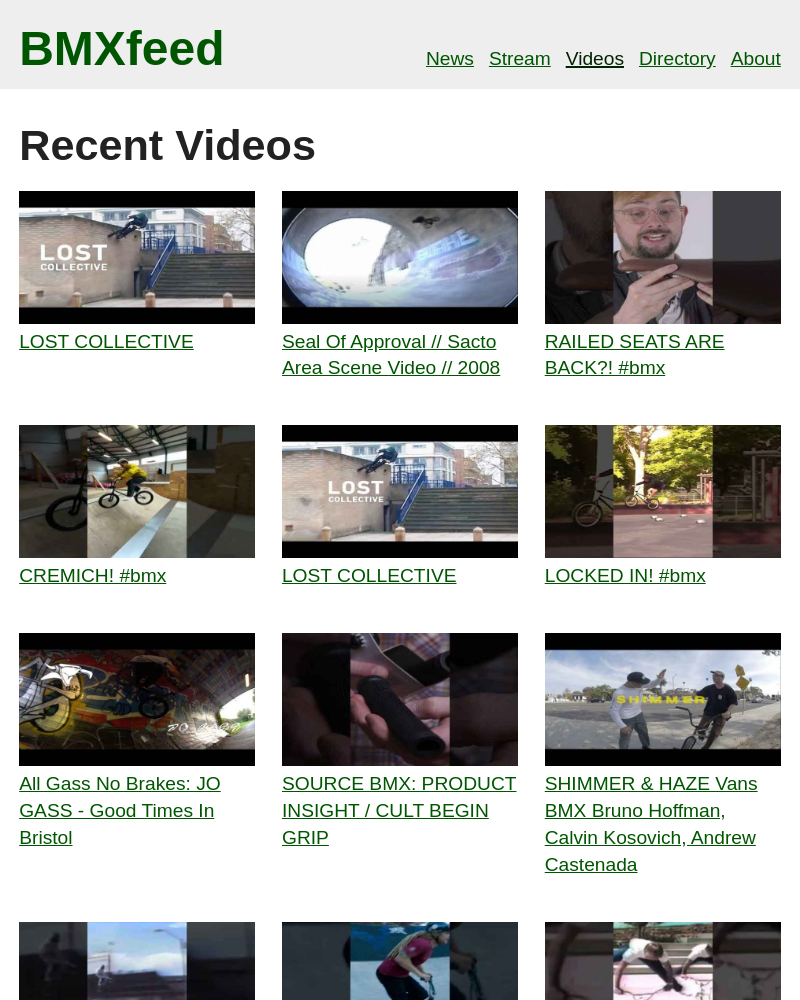 BMXfeed
News Stream Videos Directory About
Recent Videos
LOST
COLLECTIVE
LOST COLLECTIVE
Seal Of Approval // Sacto
Area Scene Video // 2008
RAILED SEATS ARE
BACK?! #bmx
CREMICH! #bmx
LOST
COLLECTIVE
LOST COLLECTIVE
LOCKED IN! #bmx
JO GASS
All Gass No Brakes: JO
GASS - Good Times In
Bristol
SOURCE BMX: PRODUCT
INSIGHT / CULT BEGIN
GRIP
SHIMMER
SHIMMER & HAZE Vans
BMX Bruno Hoffman,
Calvin Kosovich, Andrew
Castenada